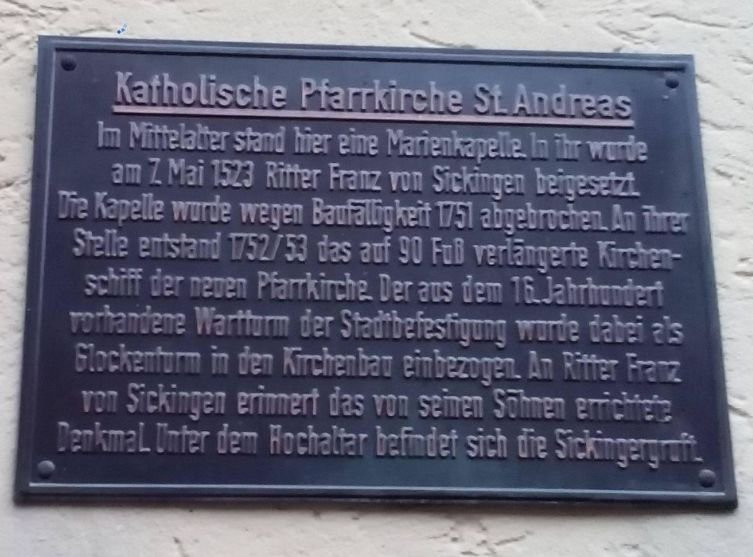 Katholische Pfarrkirche St. Andreas
Im Mittelalter stand hier eine Marienkapelle. In ihr wurde
am 7. Mai 1523 Ritter Franz von Sickingen beigesetzt.
Die Kapelle wurde wegen Baufälligkeit 1751 abgebrochen. An ihrer
Stelle entstand 1752/53 das auf 90 Fuß verlängerte Kirchen-
schiff der neuen Pfarrkirche. Der aus dem 16. Jahrhundert
vorhandene Wartturm der Stadtbefestigung wurde dabei als
Glockenturm in den Kirchenbau einbezogen. An Ritter Franz
von Sickingen erinnert das von seinen Söhnen errichtete
Denkmal. Unter dem Hochaltar befindet sich die Sickingergruft.